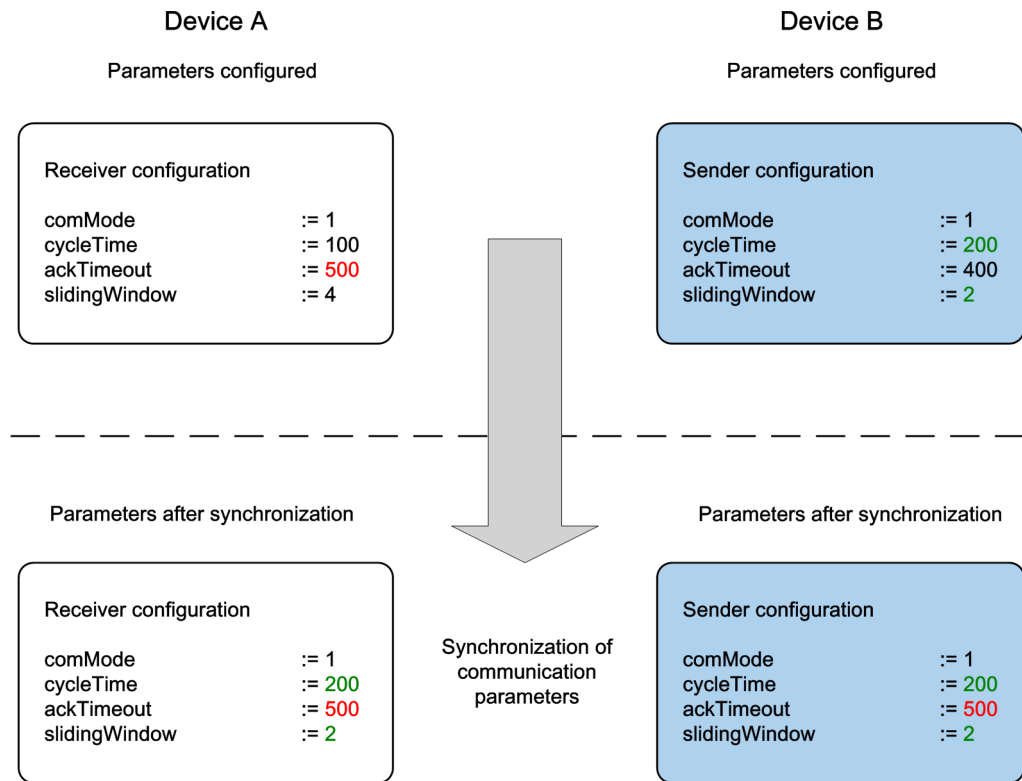 Device A
Device B
Parameters configured
Parameters configured
Receiver configuration
comMode := 1
cycleTime := 100
ackTimeout := 500
slidingWindow := 4
Sender configuration
comMode := 1
cycleTime := 200
ackTimeout := 400
slidingWindow := 2
Parameters after synchronization
Parameters after synchronization
Receiver configuration
comMode := 1
cycleTime := 200
ackTimeout := 500
slidingWindow := 2
Synchronization of
communication
parameters
Sender configuration
comMode := 1
cycleTime := 200
ackTimeout := 500
slidingWindow := 2